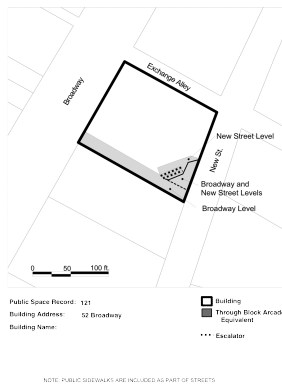 Exchange Alley
Broadway
New Street Level
New St.
Broadway and
New Street Levels
Broadway Level
0 50 100 ft.
Public Space Record: 121
Building Address: 52 Broadway
Building Name:
Building
Through Block Arcade
Equivalent
Escalator
NOTE: PUBLIC SIDEWALKS ARE INCLUDED AS PART OF STREETS